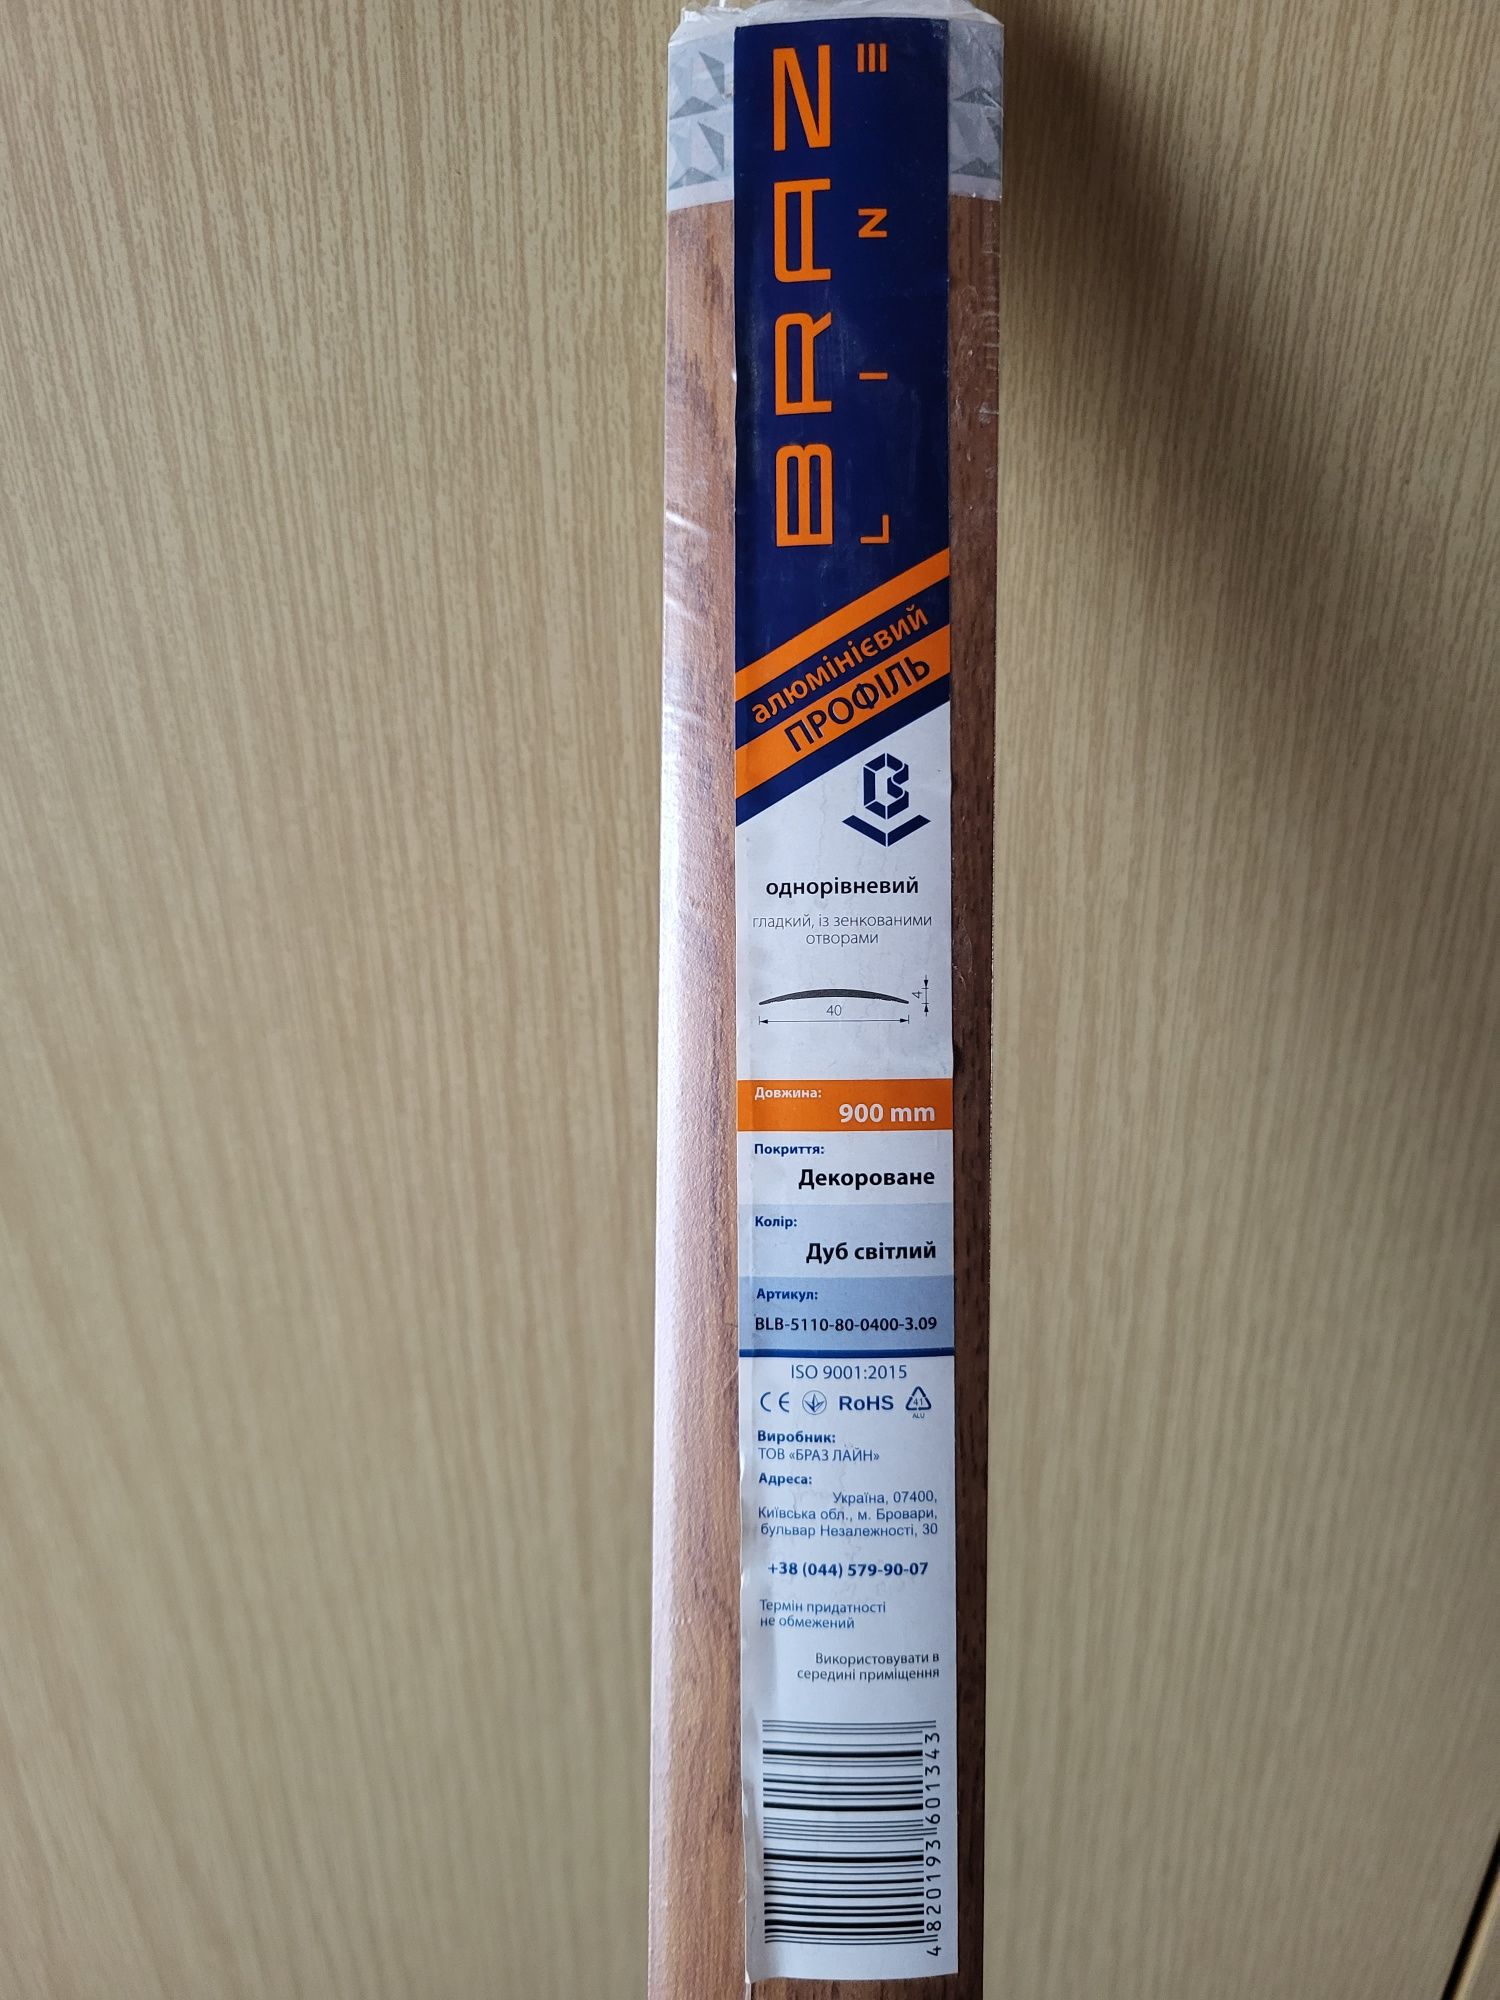 BRAZ
LINE
алюмінієвий
ПРОФІЛЬ
однорівневий
гладкий, із зенкованими
отворами
4
40
Довжина:
900 mm
Покриття:
Декороване
Колір:
Дуб світлий
Артикул:
BLB-5110-80-0400-3.09
ISO 9001:2015
CE RoHS 41
ALU
Виробник:
ТОВ «БРАЗ ЛАЙН»
Адреса:
Україна, 07400,
Київська обл., м. Бровари,
бульвар Незалежності, 30
+38 (044) 579-90-07
Термін придатності
не обмежений
Використовувати в
середині приміщення
4820193601343